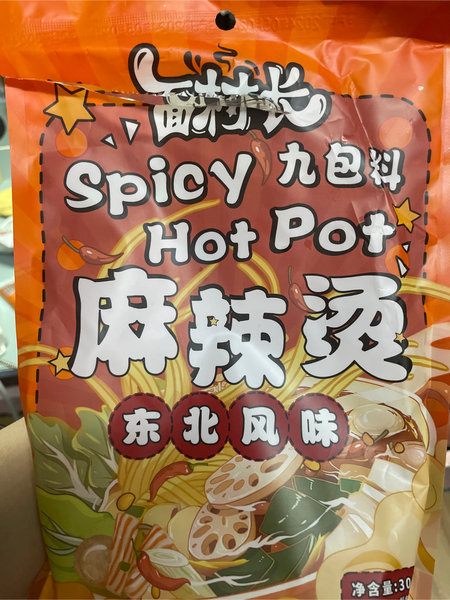 面村长
Spicy 九包料
Hot Pot
麻辣烫
东北风味
净含量:30